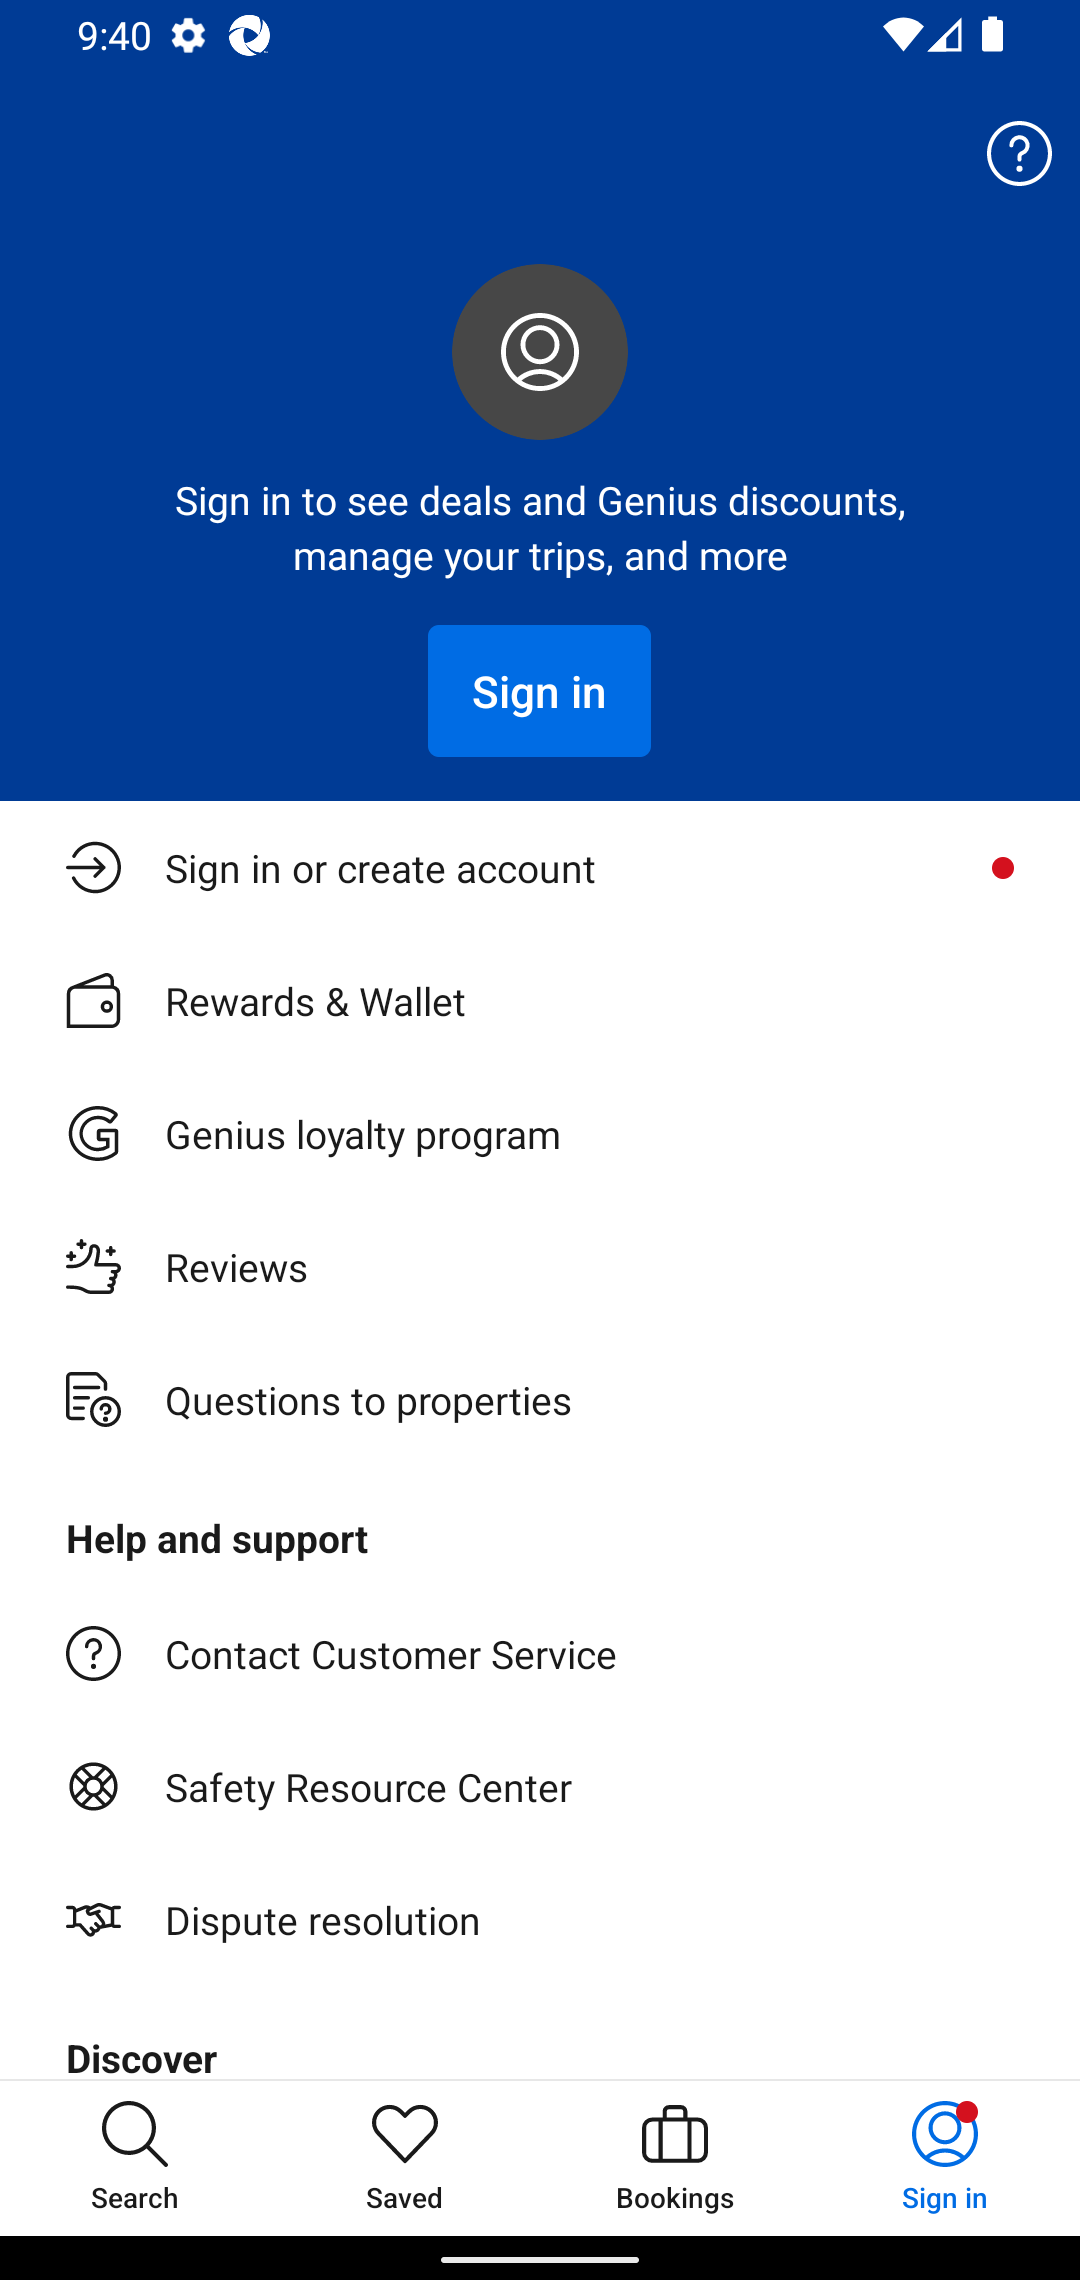 9:40
Sign in to see deals and Genius discounts,
manage your trips, and more
Sign in
Sign in or create account
Rewards & Wallet
Genius loyalty program
Reviews
Questions to properties
Help and support
Contact Customer Service
Safety Resource Center
Dispute resolution
Discover
Search
Saved
Bookings
Sign in